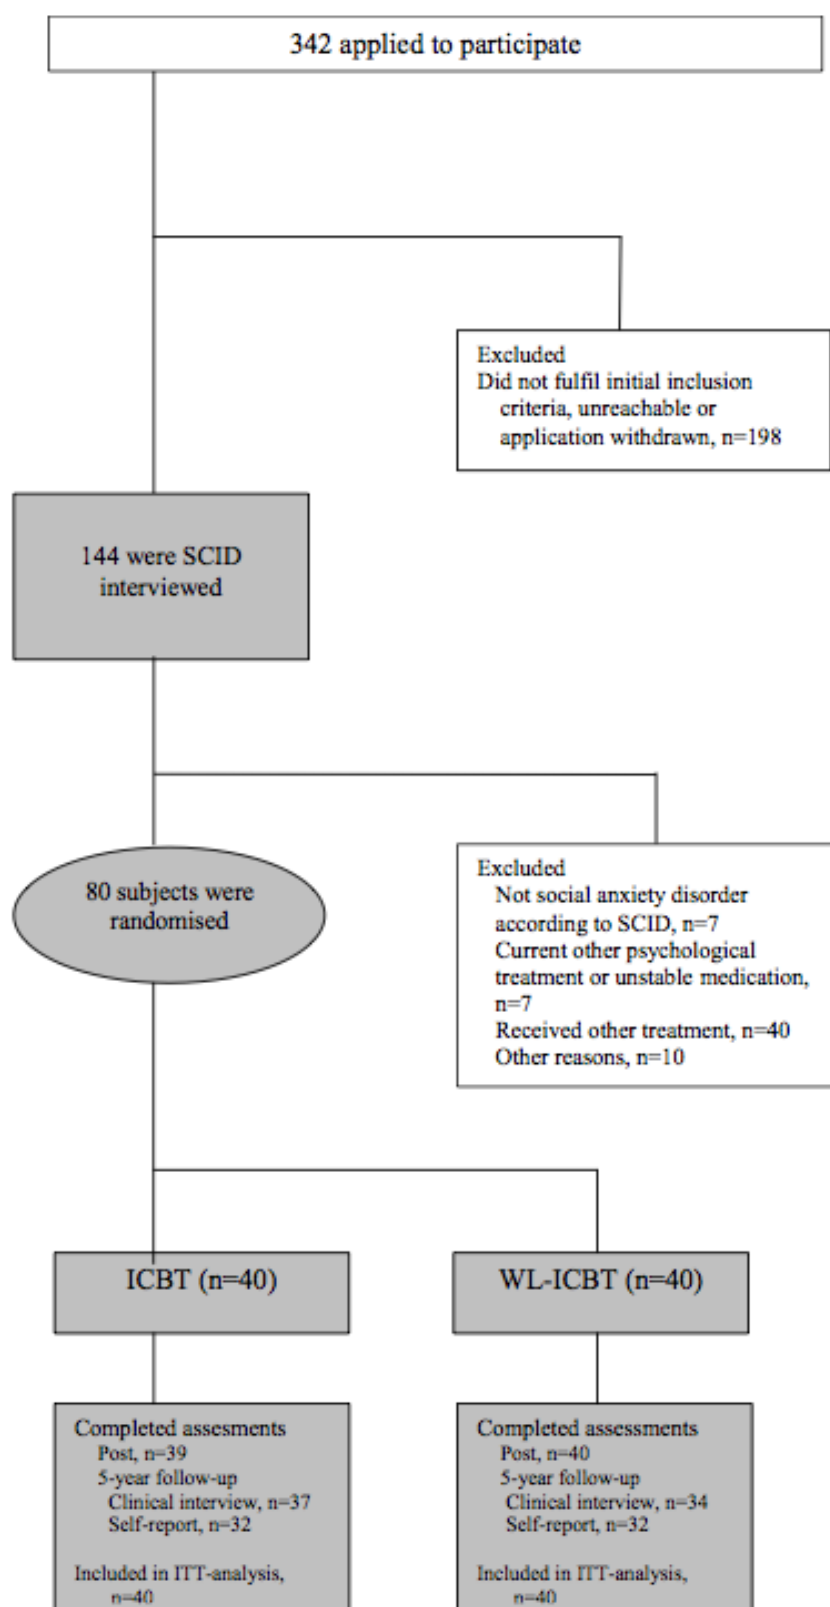 342 applied to participate
Excluded
Did not fulfil initial inclusion
criteria, unreachable or
application withdrawn, n=198
144 were SCID
interviewed
80 subjects were
randomised
Excluded
Not social anxiety disorder
according to SCID, n=7
Current other psychological
treatment or unstable medication,
n=7
Received other treatment, n=40
Other reasons, n=10
ICBT (n=40)
WL-ICBT (n=40)
Completed assesments
Post, n=39
5-year follow-up
Clinical interview, n=37
Self-report, n=32
Included in ITT-analysis,
n=40
Completed assessments
Post, n=40
5-year follow-up
Clinical interview, n=34
Self-report, n=32
Included in ITT-analysis,
n=40